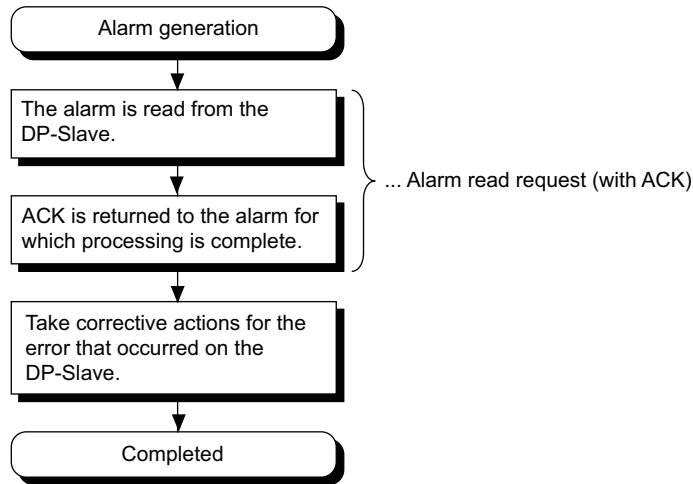 Alarm generation
The alarm is read from the
DP-Slave.
ACK is returned to the alarm for
which processing is complete.
... Alarm read request (with ACK)
Take corrective actions for the
error that occurred on the
DP-Slave.
Completed